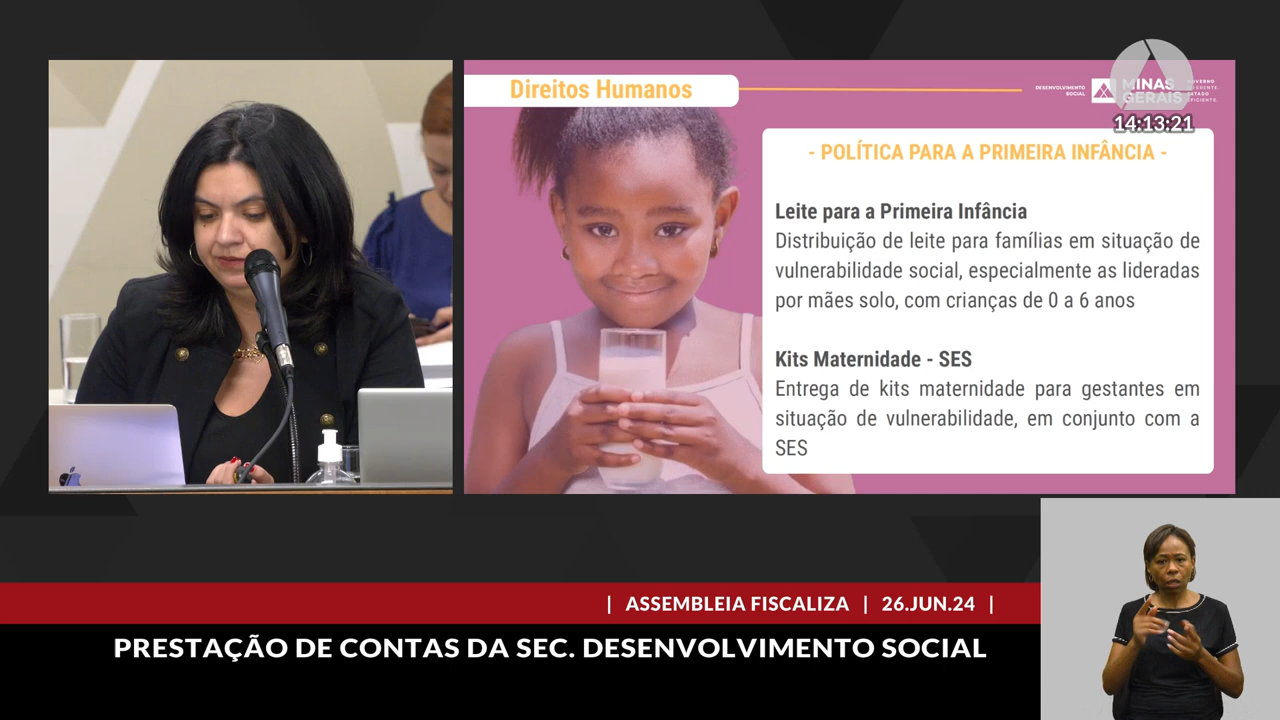 Direitos Humanos
DESENVOLVIMENTO
SOCIAL
MINAS
GERAIS
14:13:21
- POLÍTICA PARA A PRIMEIRA INFÂNCIA -
Leite para a Primeira Infância
Distribuição de leite para famílias em situação de
vulnerabilidade social, especialmente as lideradas
por mães solo, com crianças de 0 a 6 anos
Kits Maternidade - SES
Entrega de kits maternidade para gestantes em
situação de vulnerabilidade, em conjunto com a
SES
| ASSEMBLEIA FISCALIZA | 26.JUN.24 |
PRESTAÇÃO DE CONTAS DA SEC. DESENVOLVIMENTO SOCIAL